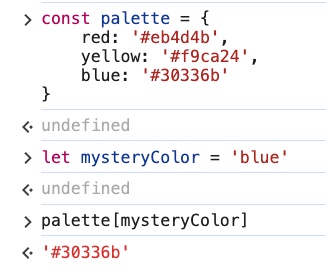 const palette = {
    red: '#eb4d4b',
    yellow: '#f9ca24',
    blue: '#30336b'
}
undefined
let mysteryColor = 'blue'
undefined
palette[mysteryColor]
'#30336b'